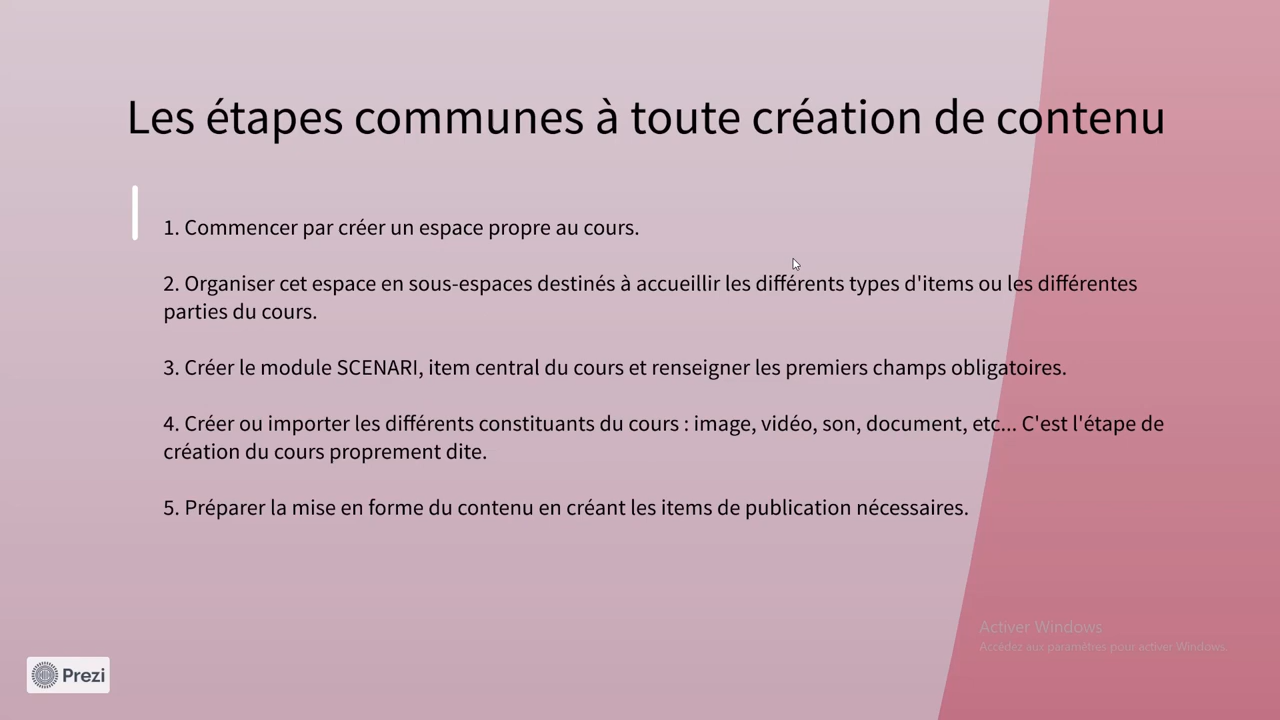 Les étapes communes à toute création de contenu
1. Commencer par créer un espace propre au cours.
2. Organiser cet espace en sous-espaces destinés à accueillir les différents types d'items ou les différentes
parties du cours.
3. Créer le module SCENARI, item central du cours et renseigner les premiers champs obligatoires.
4. Créer ou importer les différents constituants du cours : image, vidéo, son, document, etc... C'est l'étape de
création du cours proprement dite.
5. Préparer la mise en forme du contenu en créant les items de publication nécessaires.
Activer Windows
Accédez aux paramètres pour activer Windows.
Prezi